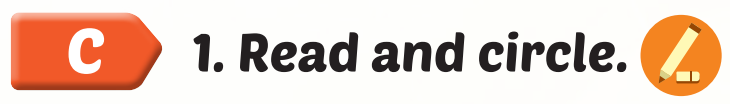 C 1. Read and circle.